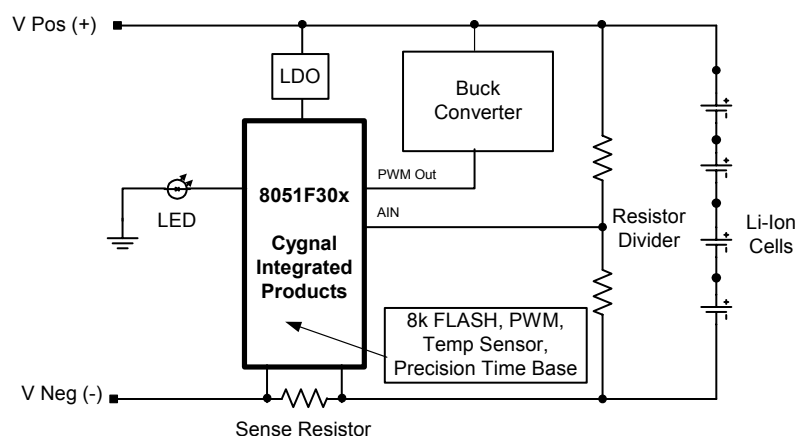 V Pos (+)
LDO
Buck
Converter
PWM Out
8051F30x
AIN
LED
Cygnal
Integrated
Products
Resistor
Divider
Li-Ion
Cells
8k FLASH, PWM,
Temp Sensor,
Precision Time Base
V Neg (-)
Sense Resistor